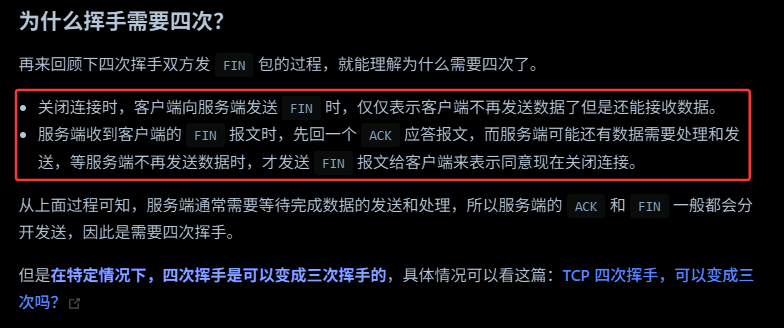 为什么挥手需要四次？
再来回顾下四次挥手双方发 FIN 包的过程，就能理解为什么需要四次了。
关闭连接时，客户端向服务端发送 FIN 时，仅仅表示客户端不再发送数据了但是还能接收数据。
服务端收到客户端的 FIN 报文时，先回一个 ACK 应答报文，而服务端可能还有数据需要处理和发
送，等服务端不再发送数据时，才发送 FIN 报文给客户端来表示同意现在关闭连接。
从上面过程可知，服务端通常需要等待完成数据的发送和处理，所以服务端的 ACK 和 FIN 一般都会分
开发送，因此是需要四次挥手。
但是在特定情况下，四次挥手是可以变成三次挥手的，具体情况可以看这篇：TCP 四次挥手，可以变成三
次吗？